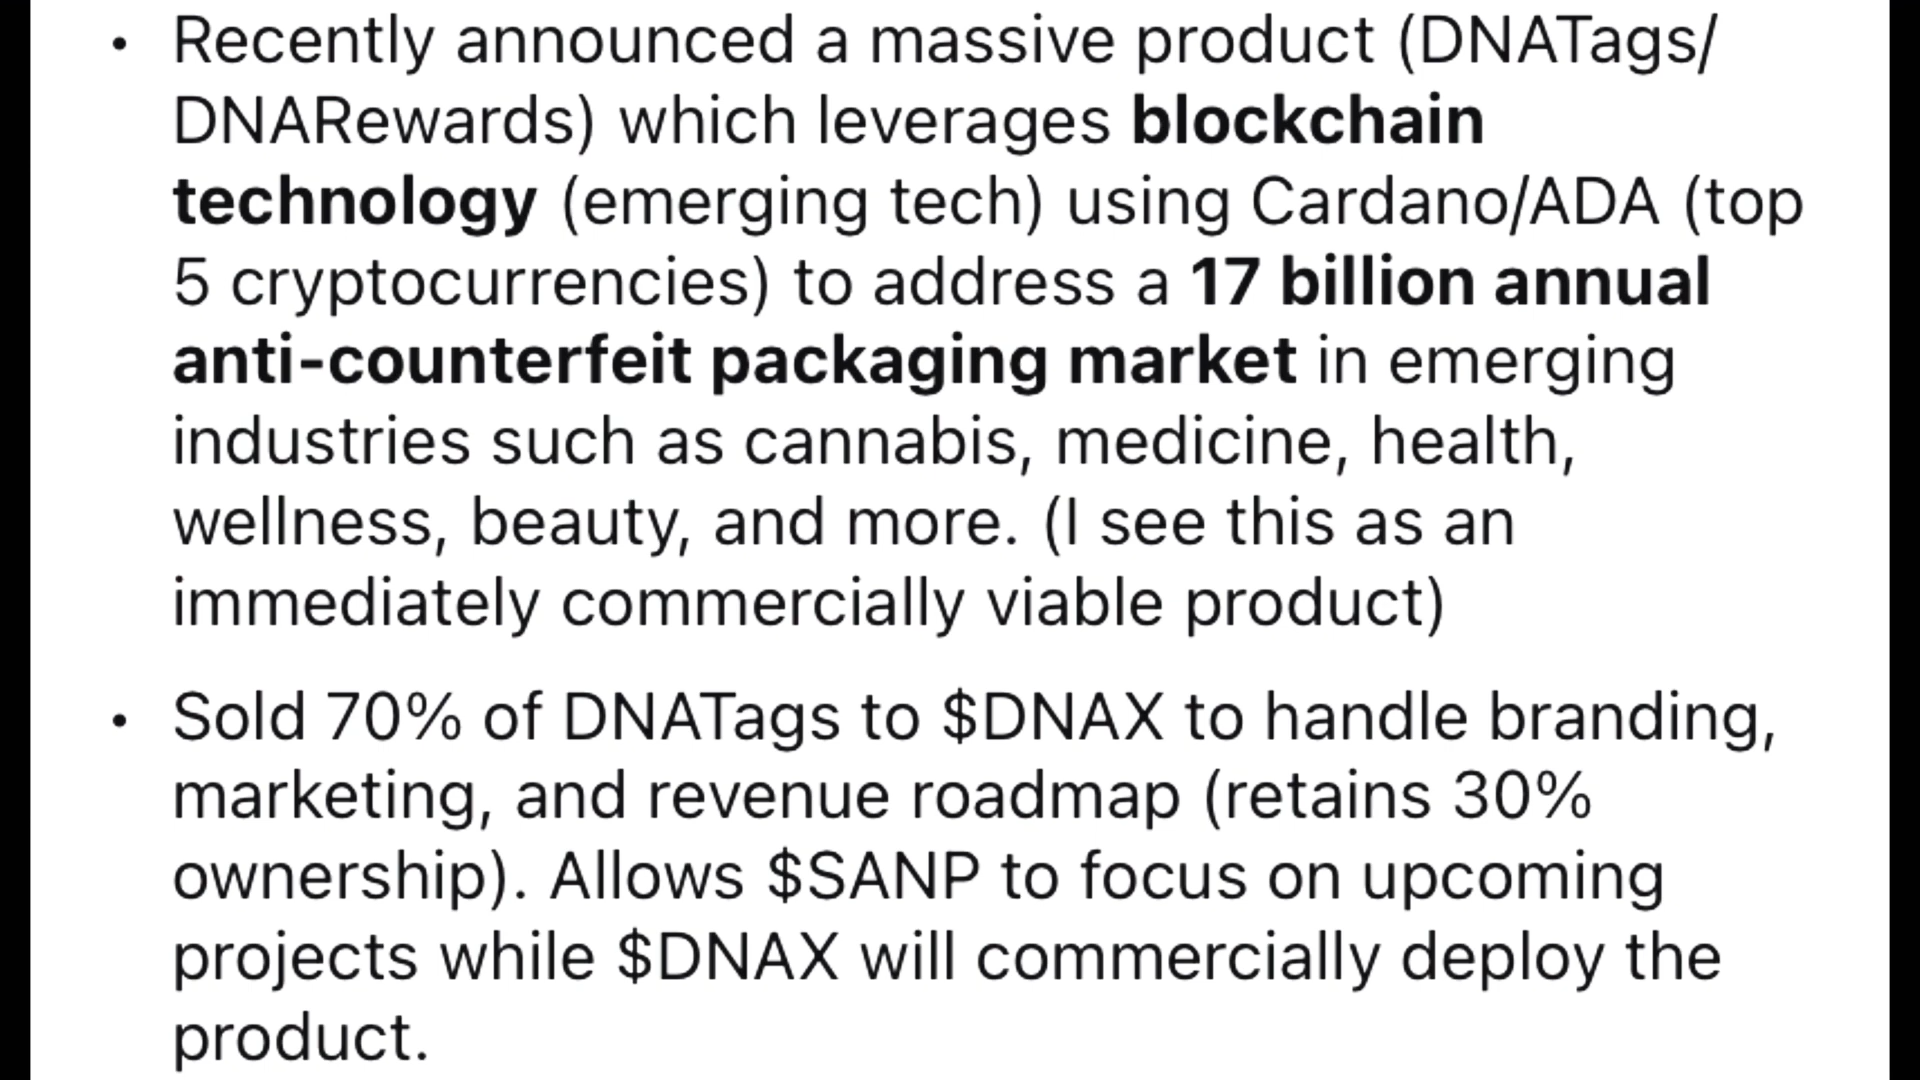 • Recently announced a massive product (DNATags/
DNARewards) which leverages blockchain
technology (emerging tech) using Cardano/ADA (top
5 cryptocurrencies) to address a 17 billion annual
anti-counterfeit packaging market in emerging
industries such as cannabis, medicine, health,
wellness, beauty, and more. (I see this as an
immediately commercially viable product)
• Sold 70% of DNATags to $DNAX to handle branding,
marketing, and revenue roadmap (retains 30%
ownership). Allows $SANP to focus on upcoming
projects while $DNAX will commercially deploy the
product.